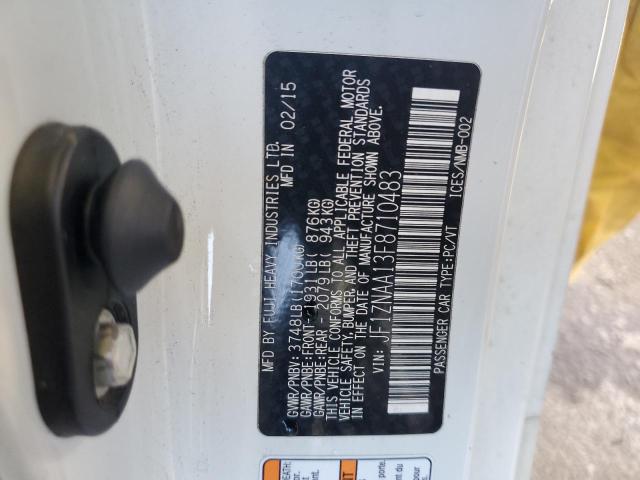 MFD BY FUJI HEAVY INDUSTRIES LTD.
MFD IN 02/15
GVWR/PNBV: 3748LB(1700KG)
GAWR/PNBE:FRONT- 1931LB( 876KG)
GAWR/PNBE:REAR - 2079LB( 943KG)
THIS VEHICLE CONFORMS TO ALL APPLICABLE FEDERAL MOTOR
VEHICLE SAFETY, BUMPER, AND THEFT PREVENTION STANDARDS
IN EFFECT ON THE DATE OF MANUFACTURE SHOWN ABOVE.
VIN: JF1ZNAA13F8710483
PASSENGER CAR TYPE:PC/VT
ICES/NMB-002
DEATH:
porte.
du